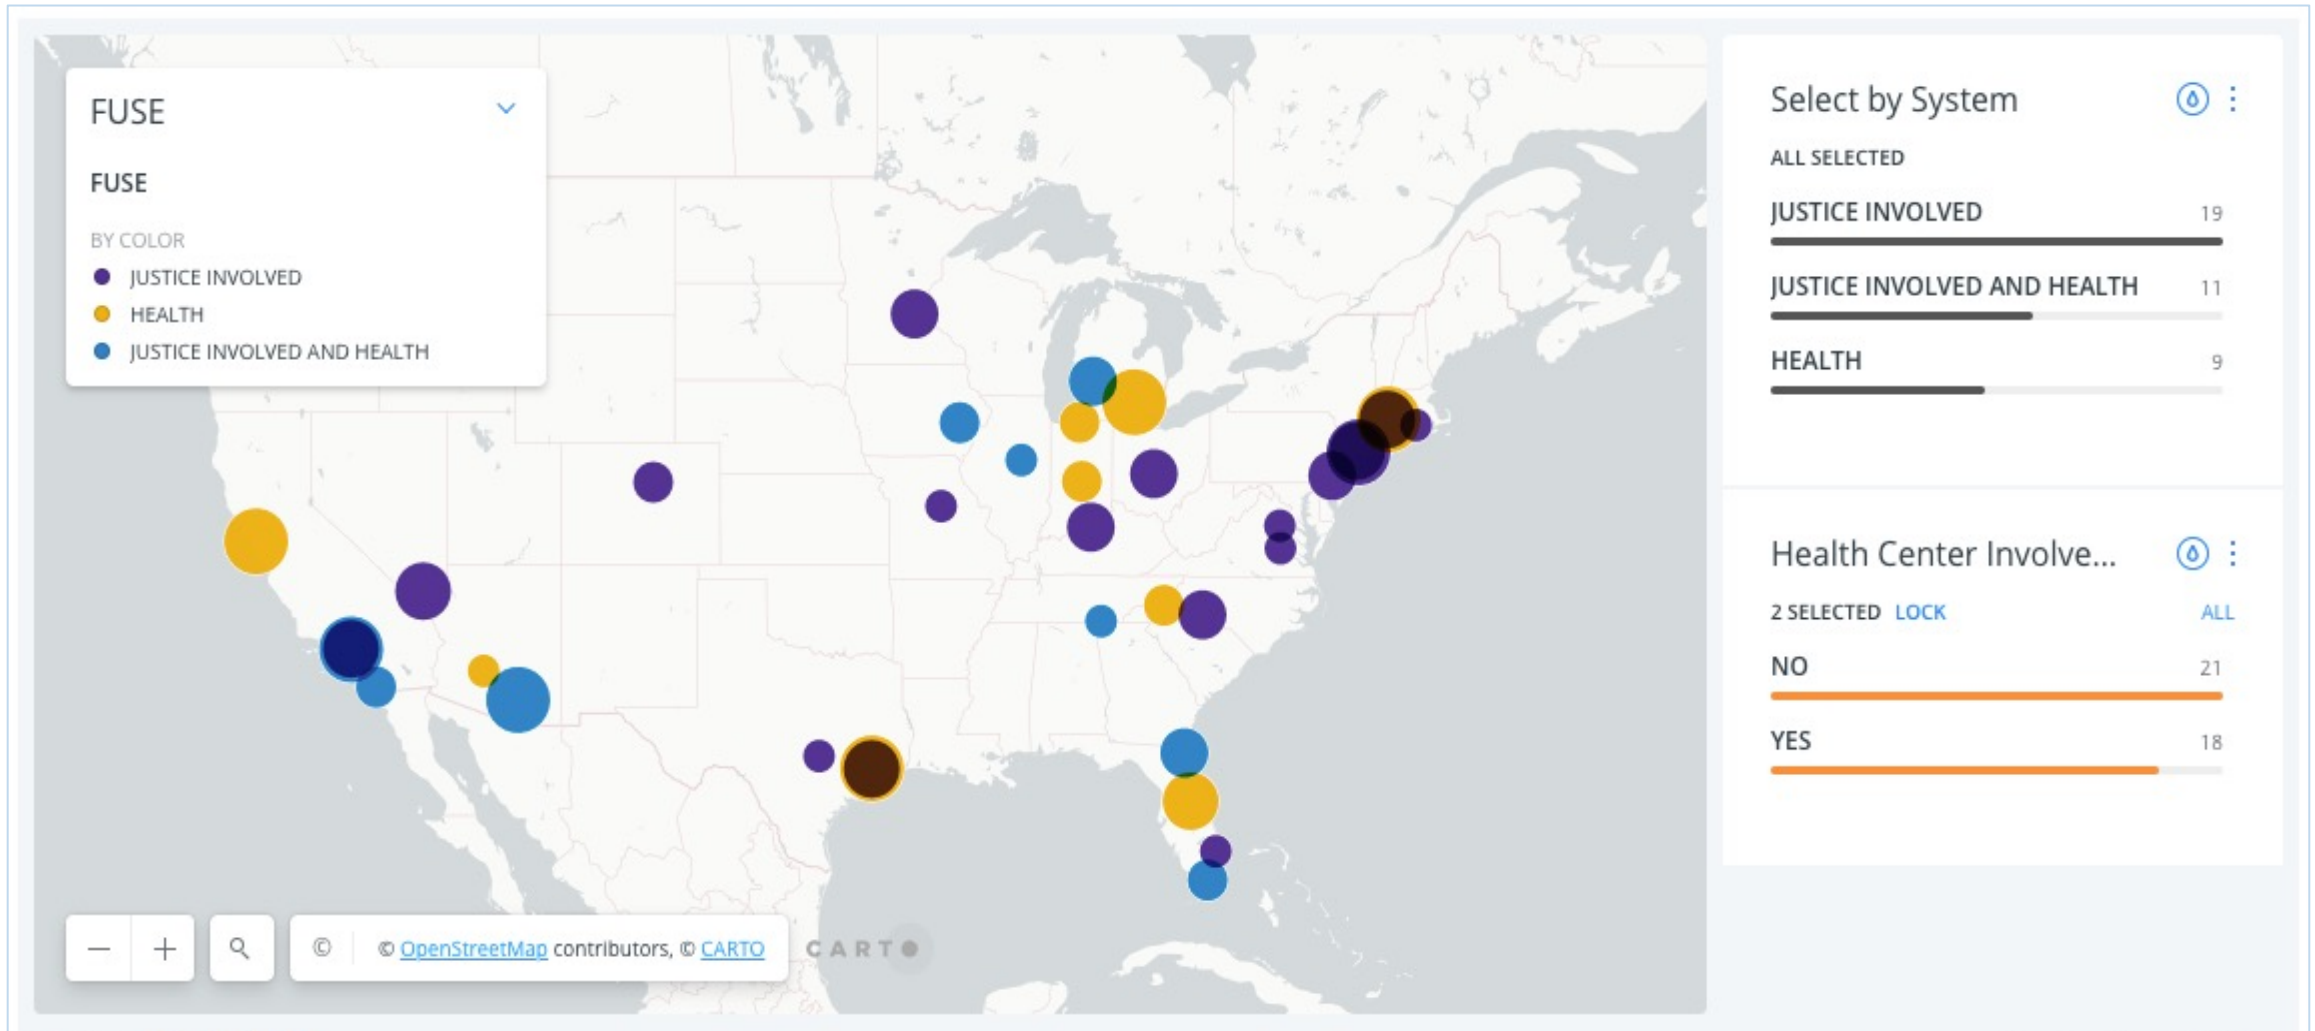 FUSE
FUSE
BY COLOR
JUSTICE INVOLVED
HEALTH
JUSTICE INVOLVED AND HEALTH
© © OpenStreetMap contributors, © CARTO
CARTO
Select by System
ALL SELECTED
JUSTICE INVOLVED 19
JUSTICE INVOLVED AND HEALTH 11
HEALTH 9
Health Center Involve...
2 SELECTED LOCK ALL
NO 21
YES 18